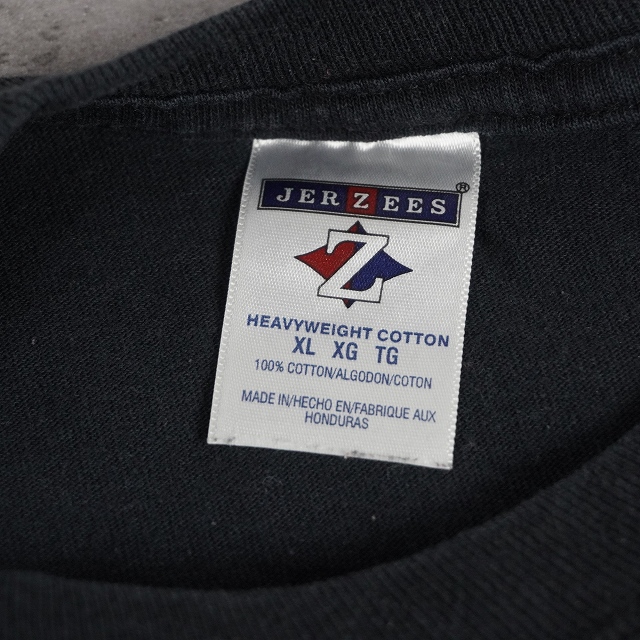 JERZEES®
Z
HEAVYWEIGHT COTTON
XL XG TG
100% COTTON/ALGODON/COTON
MADE IN/HECHO EN/FABRIQUE AUX
HONDURAS